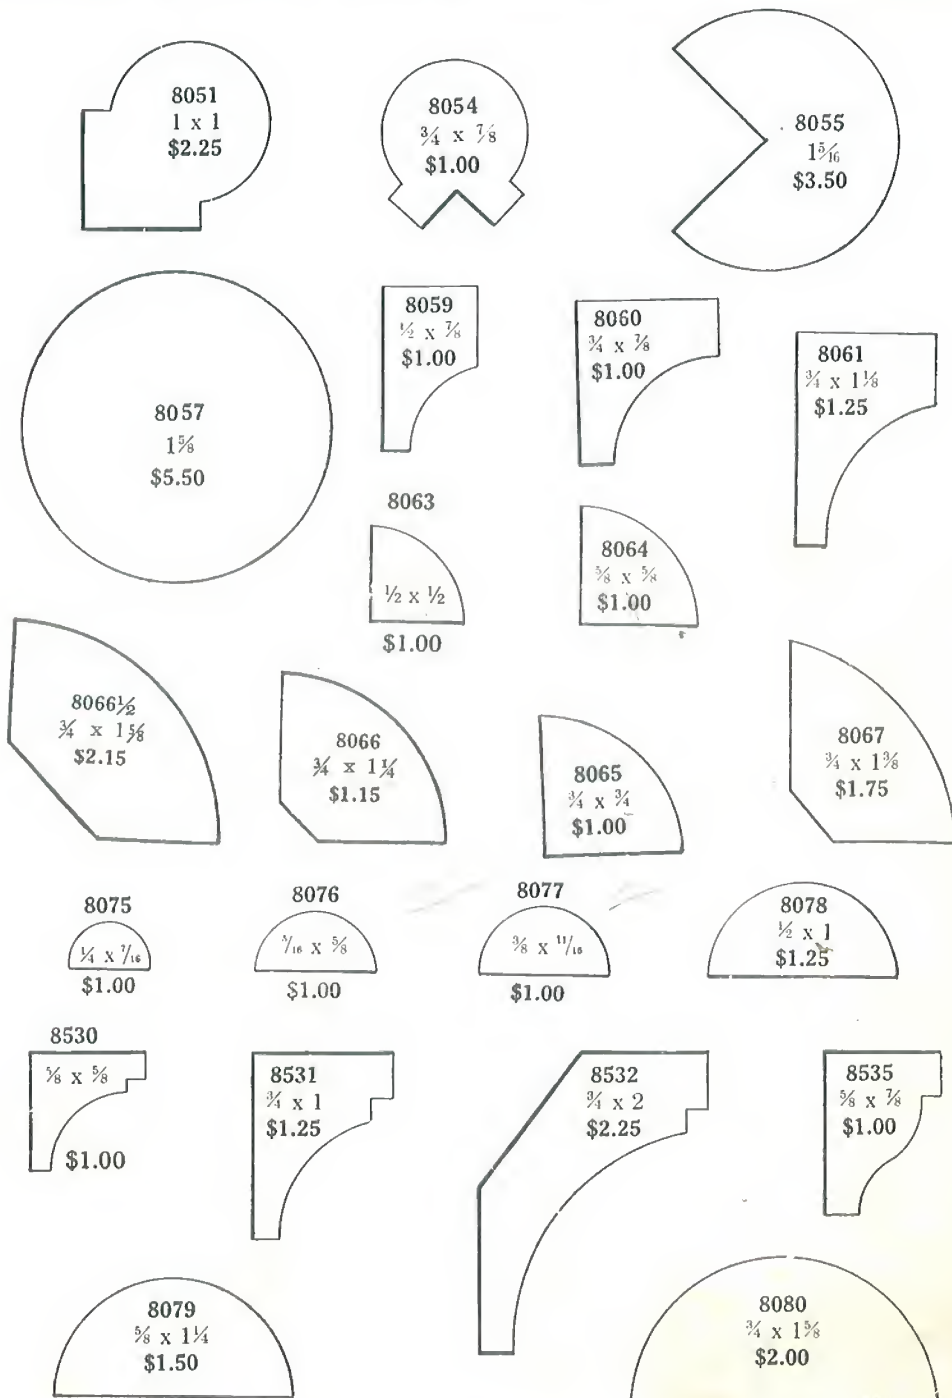 8051
1 x 1
$2.25
8054
¾ x ⅞
$1.00
8055
1 5/16
$3.50
8057
1⅝
$5.50
8059
½ x ⅞
$1.00
8060
¾ x ⅞
$1.00
8061
¾ x 1⅛
$1.25
8063
½ x ½
$1.00
8064
⅝ x ⅝
$1.00
8066½
¾ x 1⅝
$2.15
8066
¾ x 1¼
$1.15
8065
¾ x ¾
$1.00
8067
¾ x 1⅜
$1.75
8075
¼ x 7/16
$1.00
8076
5/16 x ⅝
$1.00
8077
⅜ x 11/16
$1.00
8078
½ x 1
$1.25
8530
⅝ x ⅝
$1.00
8531
¾ x 1
$1.25
8532
¾ x 2
$2.25
8535
⅝ x ⅞
$1.00
8079
⅝ x 1¼
$1.50
8080
¾ x 1⅝
$2.00